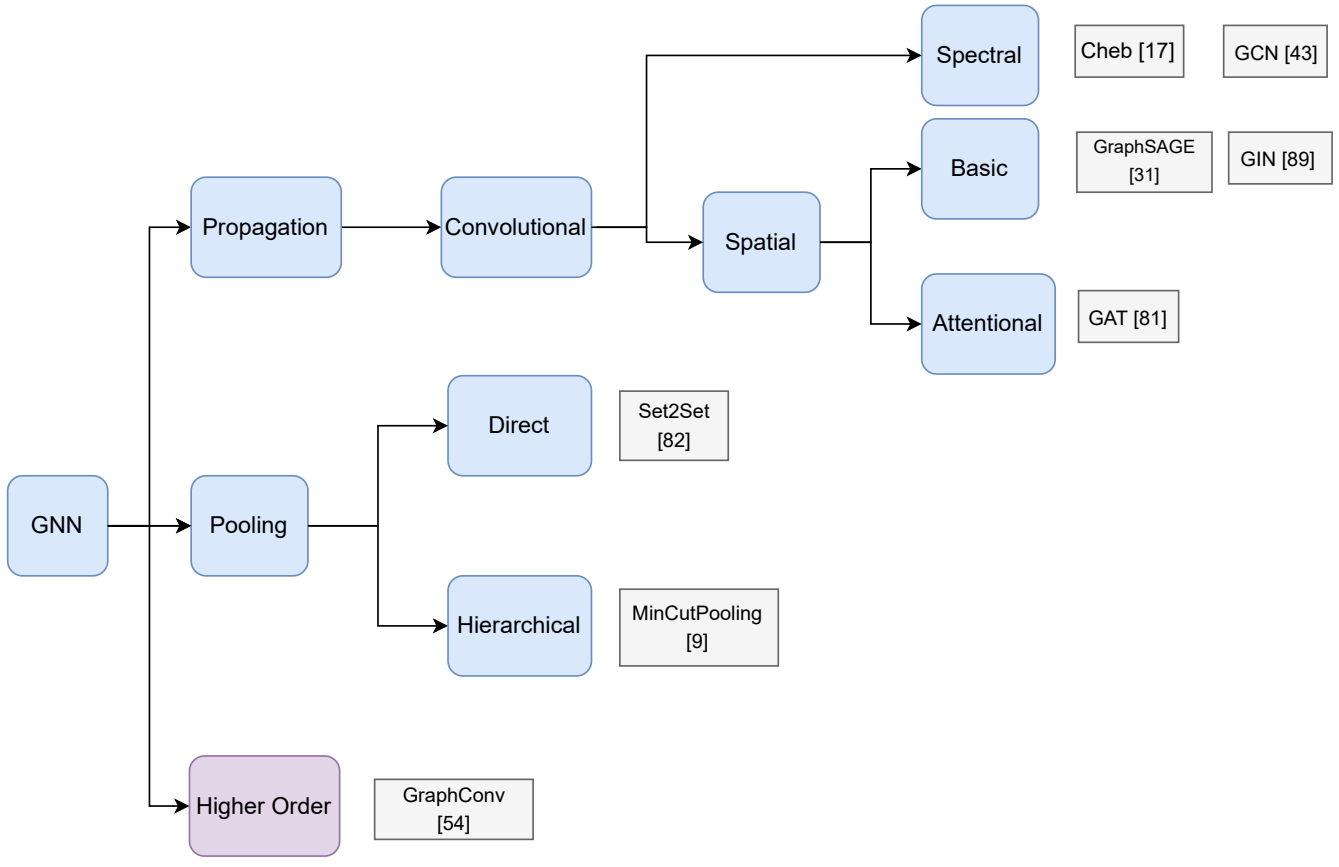 Spectral
Cheb [17]
GCN [43]
Basic
GraphSAGE
[31]
GIN [89]
Propagation
Convolutional
Spatial
Attentional
GAT [81]
Direct
Set2Set
[82]
GNN
Pooling
Hierarchical
MinCutPooling
[9]
Higher Order
GraphConv
[54]